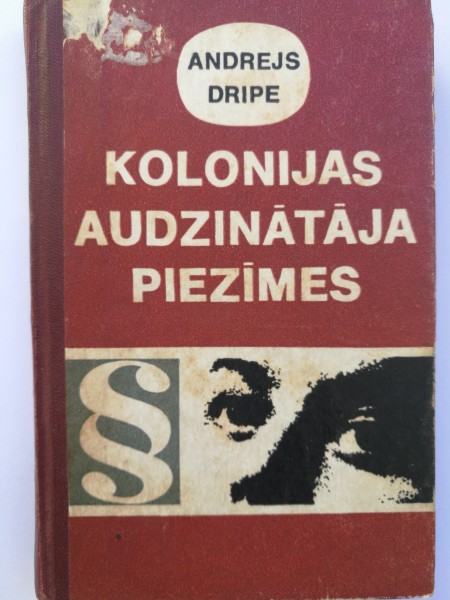 ANDREJS
DRIPE
KOLONIJAS
AUDZINĀTĀJA
PIEZĪMES
§